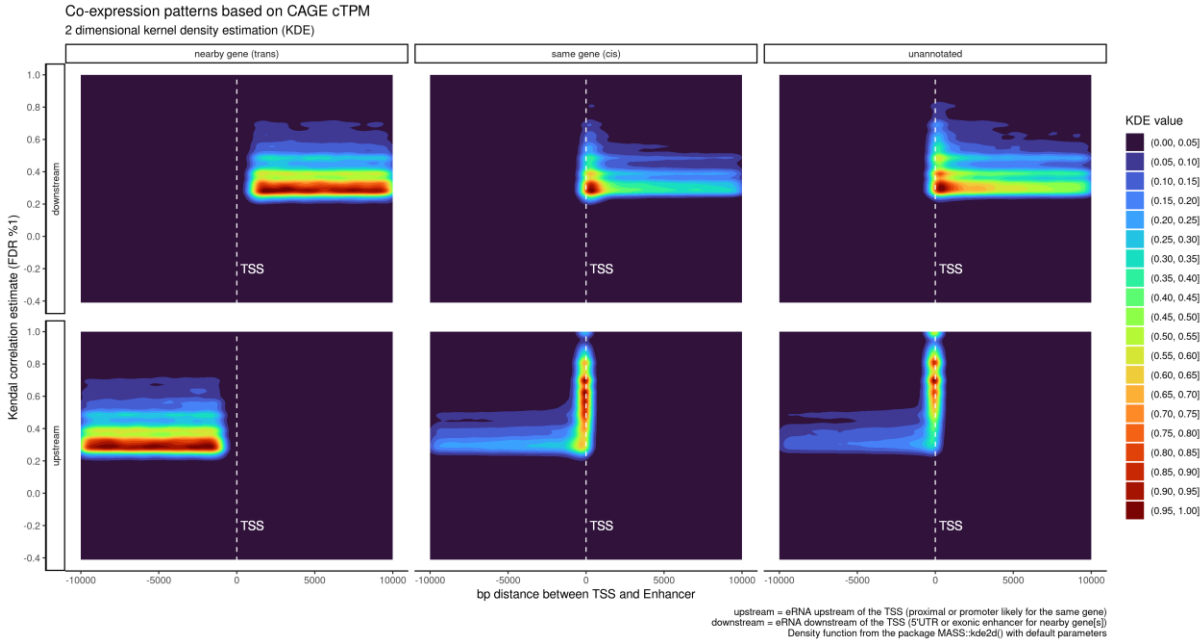 Co-expression patterns based on CAGE cTPM
2 dimensional kernel density estimation (KDE)
nearby gene (trans)
same gene (cis)
unannotated
Kendal correlation estimate (FDR %1)
downstream
1.0
0.8
0.6
0.4
0.2
0.0
-0.2
-0.4
TSS
TSS
TSS
upstream
1.0
0.8
0.6
0.4
0.2
0.0
-0.2
-0.4
TSS
TSS
TSS
-10000 -5000 0 5000 10000
-10000 -5000 0 5000 10000
-10000 -5000 0 5000 10000
bp distance between TSS and Enhancer
KDE value
(0.00, 0.05]
(0.05, 0.10]
(0.10, 0.15]
(0.15, 0.20]
(0.20, 0.25]
(0.25, 0.30]
(0.30, 0.35]
(0.35, 0.40]
(0.40, 0.45]
(0.45, 0.50]
(0.50, 0.55]
(0.55, 0.60]
(0.60, 0.65]
(0.65, 0.70]
(0.70, 0.75]
(0.75, 0.80]
(0.80, 0.85]
(0.85, 0.90]
(0.90, 0.95]
(0.95, 1.00]
upstream = eRNA upstream of the TSS (proximal or promoter likely for the same gene)
downstream = eRNA downstream of the TSS (5'UTR or exonic enhancer for nearby gene[s])
Density function from the package MASS::kde2d() with default parameters